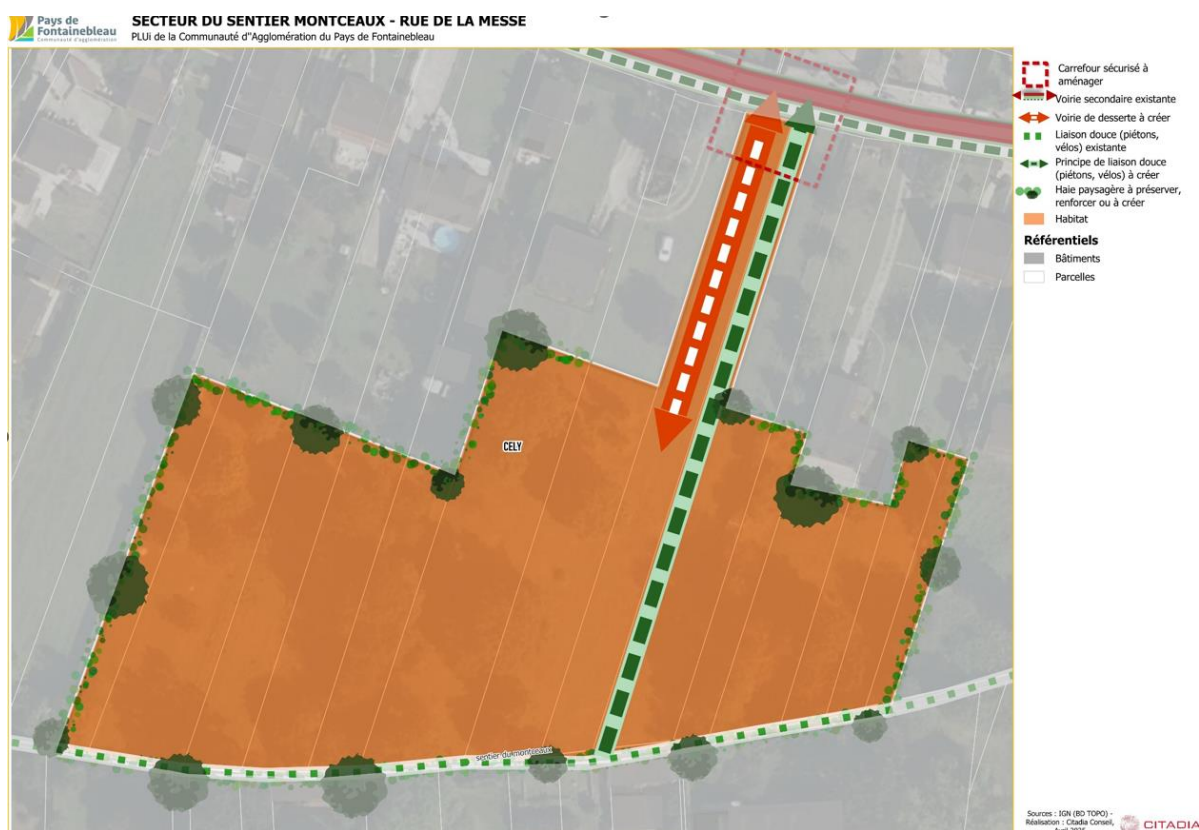 Pays de
Fontainebleau
Communauté d'agglomération
SECTEUR DU SENTIER MONTCEAUX - RUE DE LA MESSE
PLUi de la Communauté d"Agglomération du Pays de Fontainebleau
Carrefour sécurisé à
aménager
Voirie secondaire existante
Voirie de desserte à créer
Liaison douce (piétons,
vélos) existante
Principe de liaison douce
(piétons, vélos) à créer
Haie paysagère à préserver,
renforcer ou à créer
Habitat
Référentiels
Bâtiments
Parcelles
CELY
sentier du montceaux
Sources : IGN (BD TOPO) -
Réalisation : Citadia Conseil,
Avril 2025
CITADIA